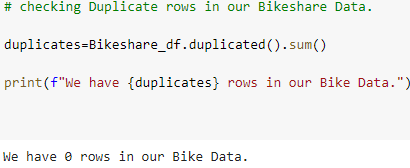 # checking Duplicate rows in our Bikeshare Data.
duplicates=Bikeshare_df.duplicated().sum()
print(f"We have {duplicates} rows in our Bike Data.")
We have 0 rows in our Bike Data.